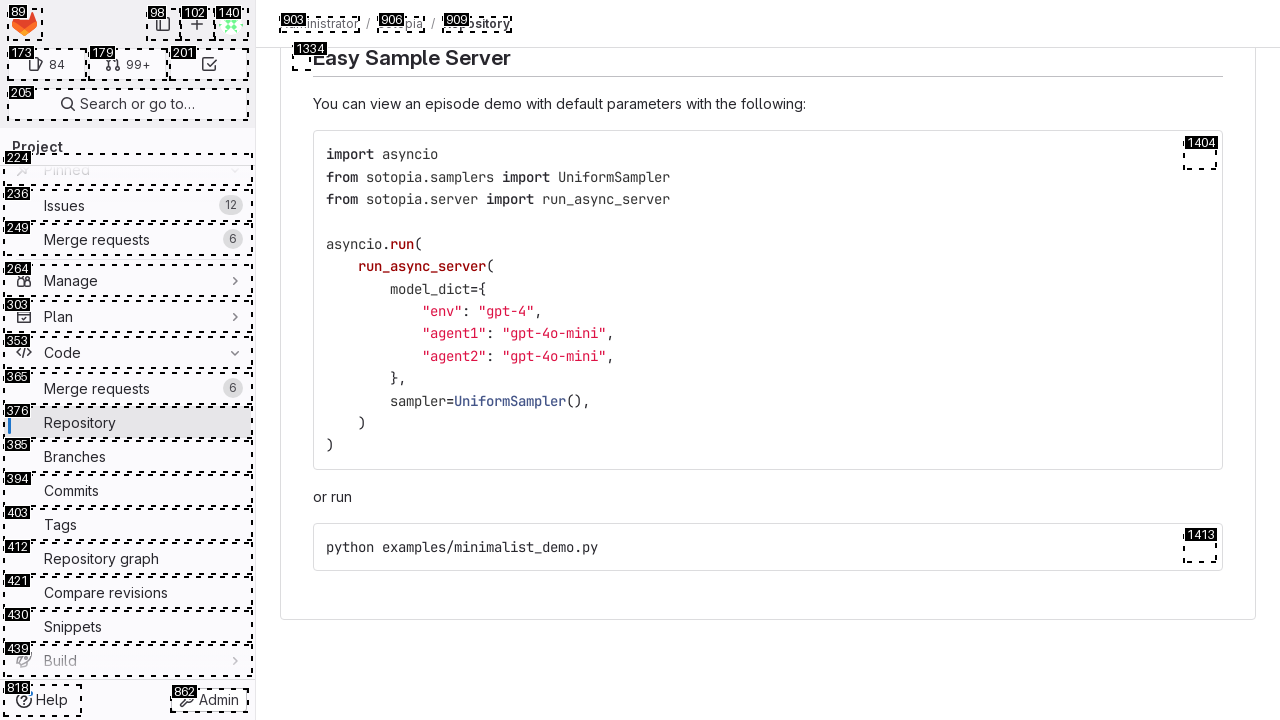 89
98
102
140
173
84
179
99+
201
205
Search or go to…
Project
224
Pinned
236
Issues
12
249
Merge requests
6
264
Manage
303
Plan
353
Code
365
Merge requests
6
376
Repository
385
Branches
394
Commits
403
Tags
412
Repository graph
421
Compare revisions
430
Snippets
439
Build
818
Help
862
Admin
903
906
909
/
/
Repository
1334
Easy Sample Server
You can view an episode demo with default parameters with the following:
1404
import asyncio
from sotopia.samplers import UniformSampler
from sotopia.server import run_async_server
asyncio.run(
run_async_server(
model_dict={
"env": "gpt-4",
"agent1": "gpt-4o-mini",
"agent2": "gpt-4o-mini",
},
sampler=UniformSampler(),
)
)
or run
1413
python examples/minimalist_demo.py